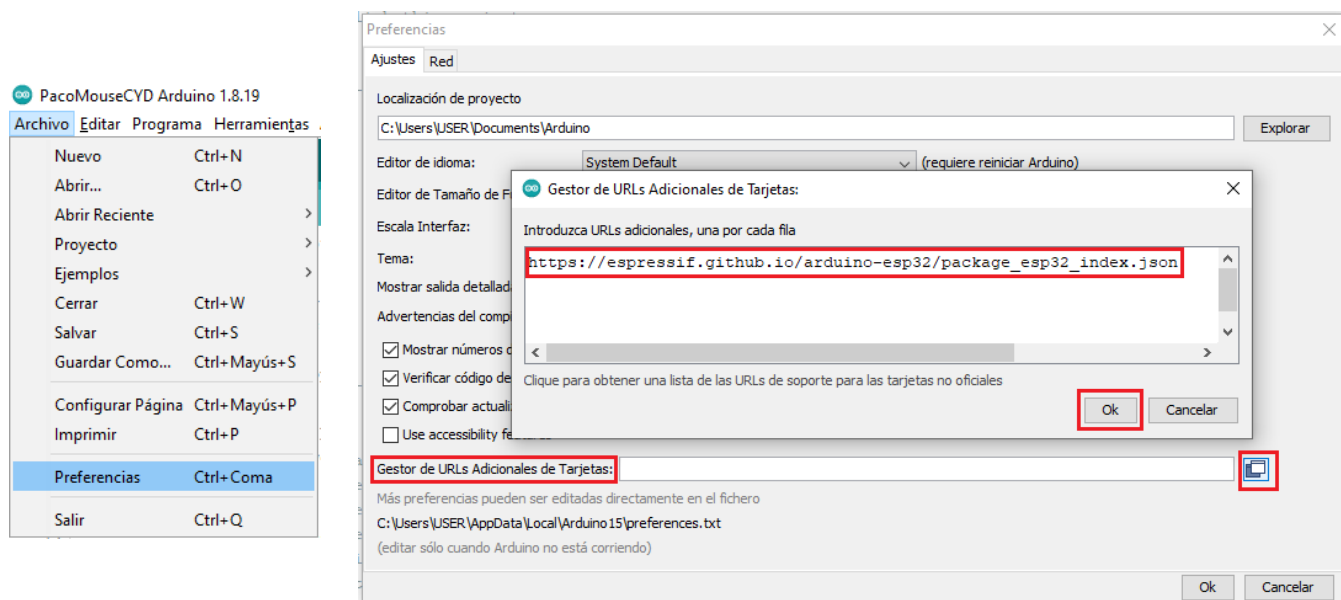 PacoMouseCYD Arduino 1.8.19
Archivo Editar Programa Herramientas
Nuevo Ctrl+N
Abrir... Ctrl+O
Abrir Reciente
Proyecto
Ejemplos
Cerrar Ctrl+W
Salvar Ctrl+S
Guardar Como... Ctrl+Mayús+S
Configurar Página Ctrl+Mayús+P
Imprimir Ctrl+P
Preferencias Ctrl+Coma
Salir Ctrl+Q
Preferencias
Ajustes Red
Localización de proyecto
C:\Users\USER\Documents\Arduino Explorar
Editor de idioma: System Default (requiere reiniciar Arduino)
Editor de Tamaño de
Escala Interfaz:
Tema:
Mostrar salida
Advertencias del
Mostrar números
Verificar código de
Comprobar
Use accessibility
Gestor de URLs Adicionales de Tarjetas:
Introduzca URLs adicionales, una por cada fila
https://espressif.github.io/arduino-esp32/package_esp32_index.json
Clique para obtener una lista de las URLs de soporte para las tarjetas no oficiales
Ok Cancelar
Gestor de URLs Adicionales de Tarjetas:
Más preferencias pueden ser editadas directamente en el fichero
C:\Users\USER\AppData\Local\Arduino15\preferences.txt
(editar sólo cuando Arduino no está corriendo)
Ok Cancelar